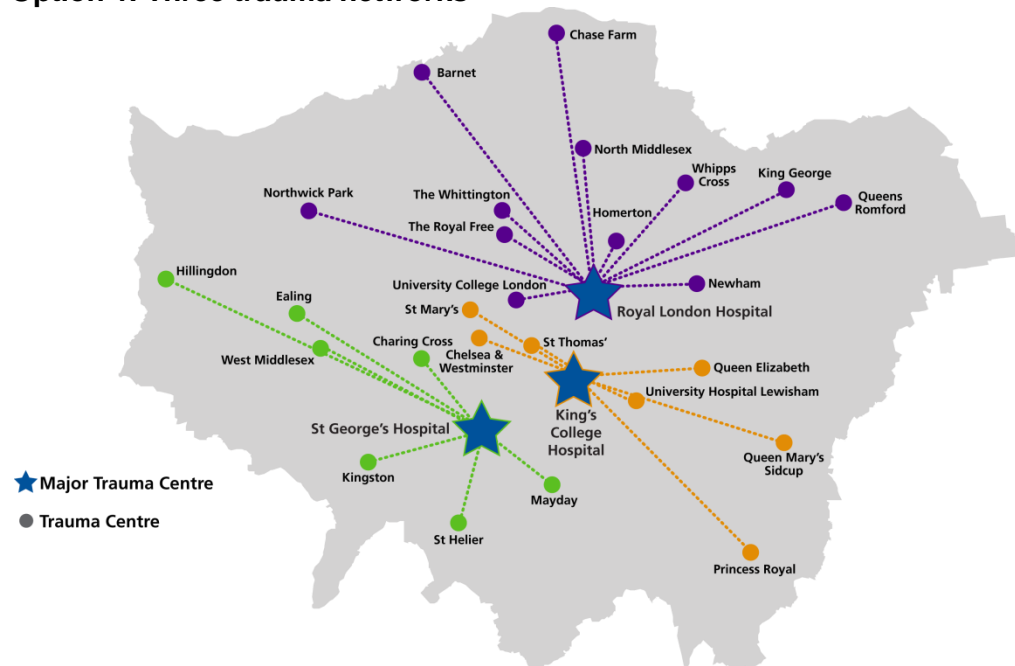 Chase Farm
Barnet
North Middlesex
Whipps
Cross
King George
Queens
Romford
Northwick Park
The Whittington
The Royal Free
Homerton
Hillingdon
Ealing
University College London
Newham
St Mary's
Royal London Hospital
West Middlesex
Charing Cross
St Thomas'
Chelsea &
Westminster
Queen Elizabeth
University Hospital Lewisham
St George's Hospital
King's
College
Hospital
Queen Mary's
Sidcup
Kingston
Mayday
Major Trauma Centre
Trauma Centre
St Helier
Princess Royal